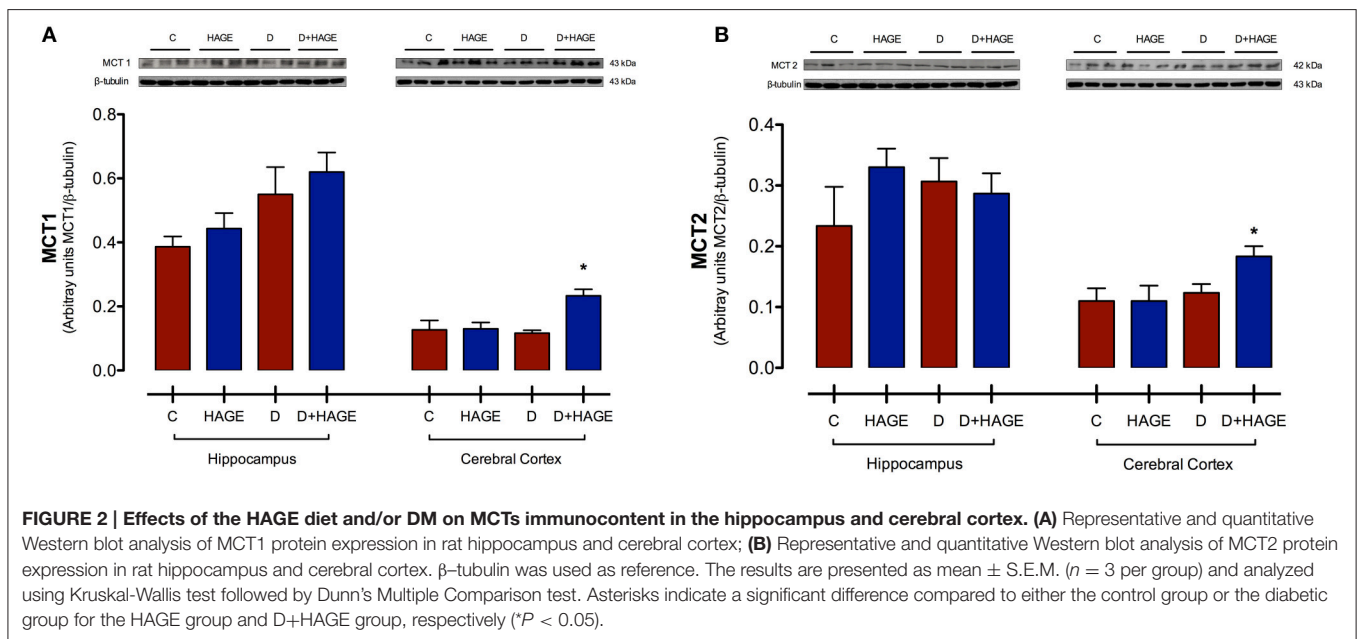 A
C HAGE D D+HAGE C HAGE D D+HAGE
MCT 1 43 kDa
β-tubulin 43 kDa
MCT1
(Arbitray units MCT1/β-tubulin)
0.8
0.6
0.4
0.2
0.0
*
C HAGE D D+HAGE C HAGE D D+HAGE
Hippocampus Cerebral Cortex
B
C HAGE D D+HAGE C HAGE D D+HAGE
MCT 2 42 kDa
β-tubulin 43 kDa
MCT2
(Arbitray units MCT2/β-tubulin)
0.4
0.3
0.2
0.1
0.0
*
C HAGE D D+HAGE C HAGE D D+HAGE
Hippocampus Cerebral Cortex
FIGURE 2 | Effects of the HAGE diet and/or DM on MCTs immunocontent in the hippocampus and cerebral cortex. (A) Representative and quantitative
Western blot analysis of MCT1 protein expression in rat hippocampus and cerebral cortex; (B) Representative and quantitative Western blot analysis of MCT2 protein
expression in rat hippocampus and cerebral cortex. β–tubulin was used as reference. The results are presented as mean ± S.E.M. (n = 3 per group) and analyzed
using Kruskal-Wallis test followed by Dunn's Multiple Comparison test. Asterisks indicate a significant difference compared to either the control group or the diabetic
group for the HAGE group and D+HAGE group, respectively (*P < 0.05).